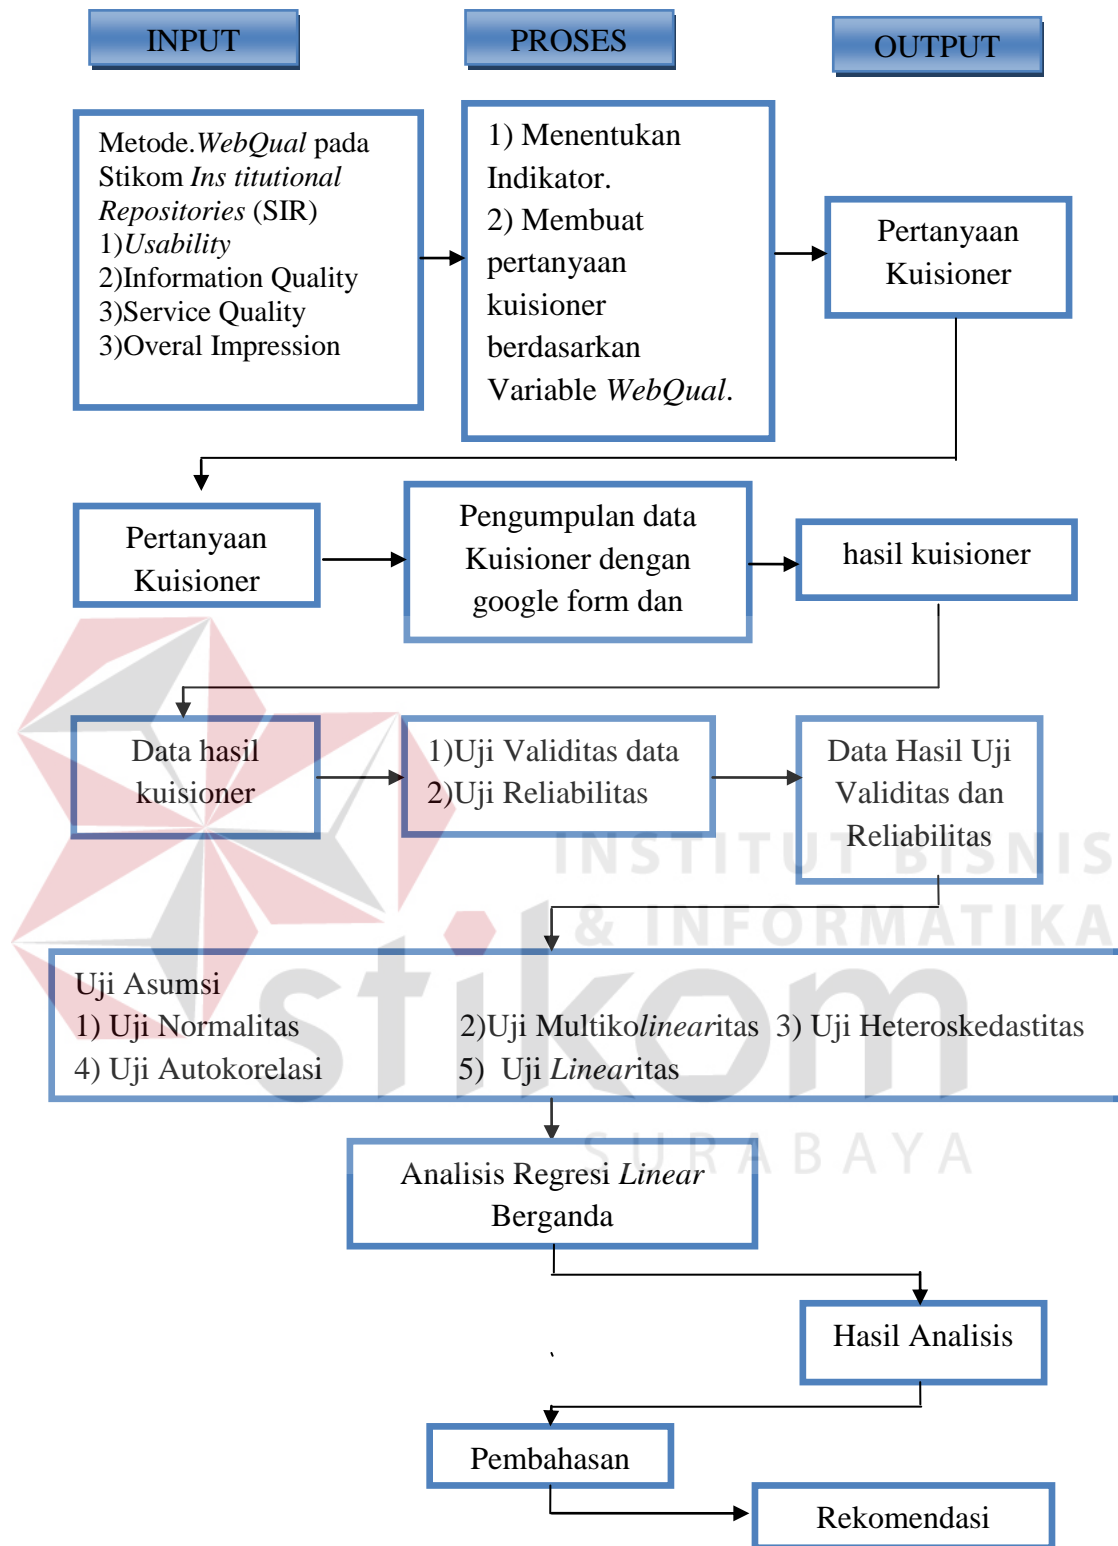 INPUT
PROSES
OUTPUT
Metode.WebQual pada
Stikom Ins titutional
Repositories (SIR)
1)Usability
2)Information Quality
3)Service Quality
3)Overal Impression
1) Menentukan
Indikator.
2) Membuat
pertanyaan
kuisioner
berdasarkan
Variable WebQual.
Pertanyaan
Kuisioner
Pertanyaan
Kuisioner
Pengumpulan data
Kuisioner dengan
google form dan
hasil kuisioner
Data hasil
kuisioner
1)Uji Validitas data
2)Uji Reliabilitas
Data Hasil Uji
Validitas dan
Reliabilitas
INSTITUT BISNIS
& INFORMATIKA
stikom
SURABAYA
Uji Asumsi
1) Uji Normalitas 2)Uji Multikolinearitas 3) Uji Heteroskedastitas
4) Uji Autokorelasi 5) Uji Linearitas
Analisis Regresi Linear
Berganda
Hasil Analisis
`
Pembahasan
Rekomendasi